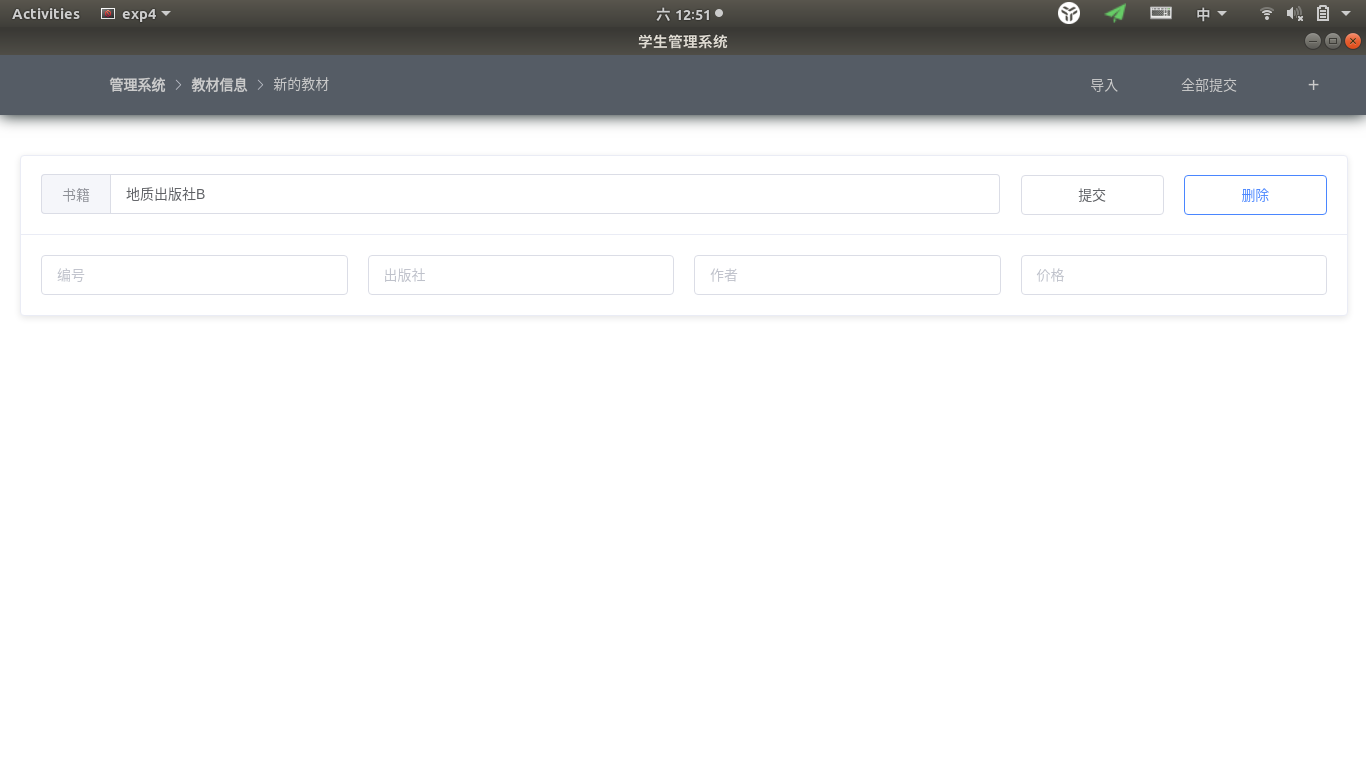 Activities exp4 六 12:51 中
学生管理系统
管理系统 > 教材信息 > 新的教材 导入 全部提交 +
书籍 地质出版社B 提交 删除
编号 出版社 作者 价格